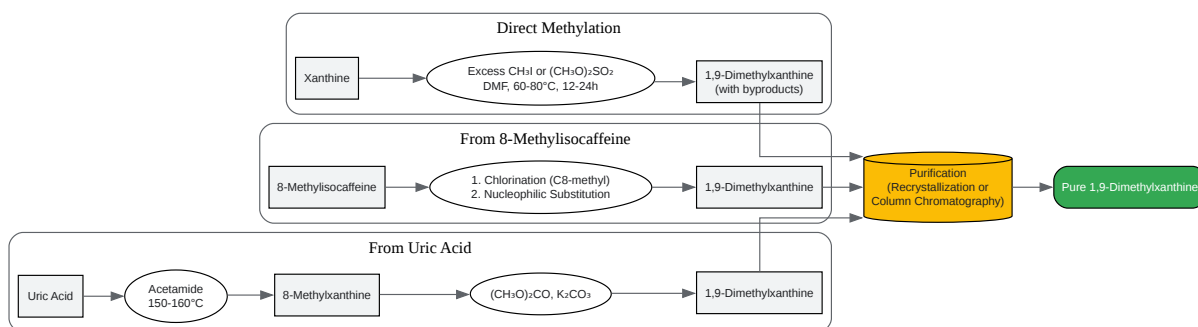 Direct Methylation
Xanthine
Excess CH₃I or (CH₃O)₂SO₂
DMF, 60-80°C, 12-24h
1,9-Dimethylxanthine
(with byproducts)
From 8-Methylisocaffeine
8-Methylisocaffeine
1. Chlorination (C8-methyl)
2. Nucleophilic Substitution
1,9-Dimethylxanthine
Purification
(Recrystallization or
Column Chromatography)
Pure 1,9-Dimethylxanthine
From Uric Acid
Uric Acid
Acetamide
150-160°C
8-Methylxanthine
(CH₃O)₂CO, K₂CO₃
1,9-Dimethylxanthine